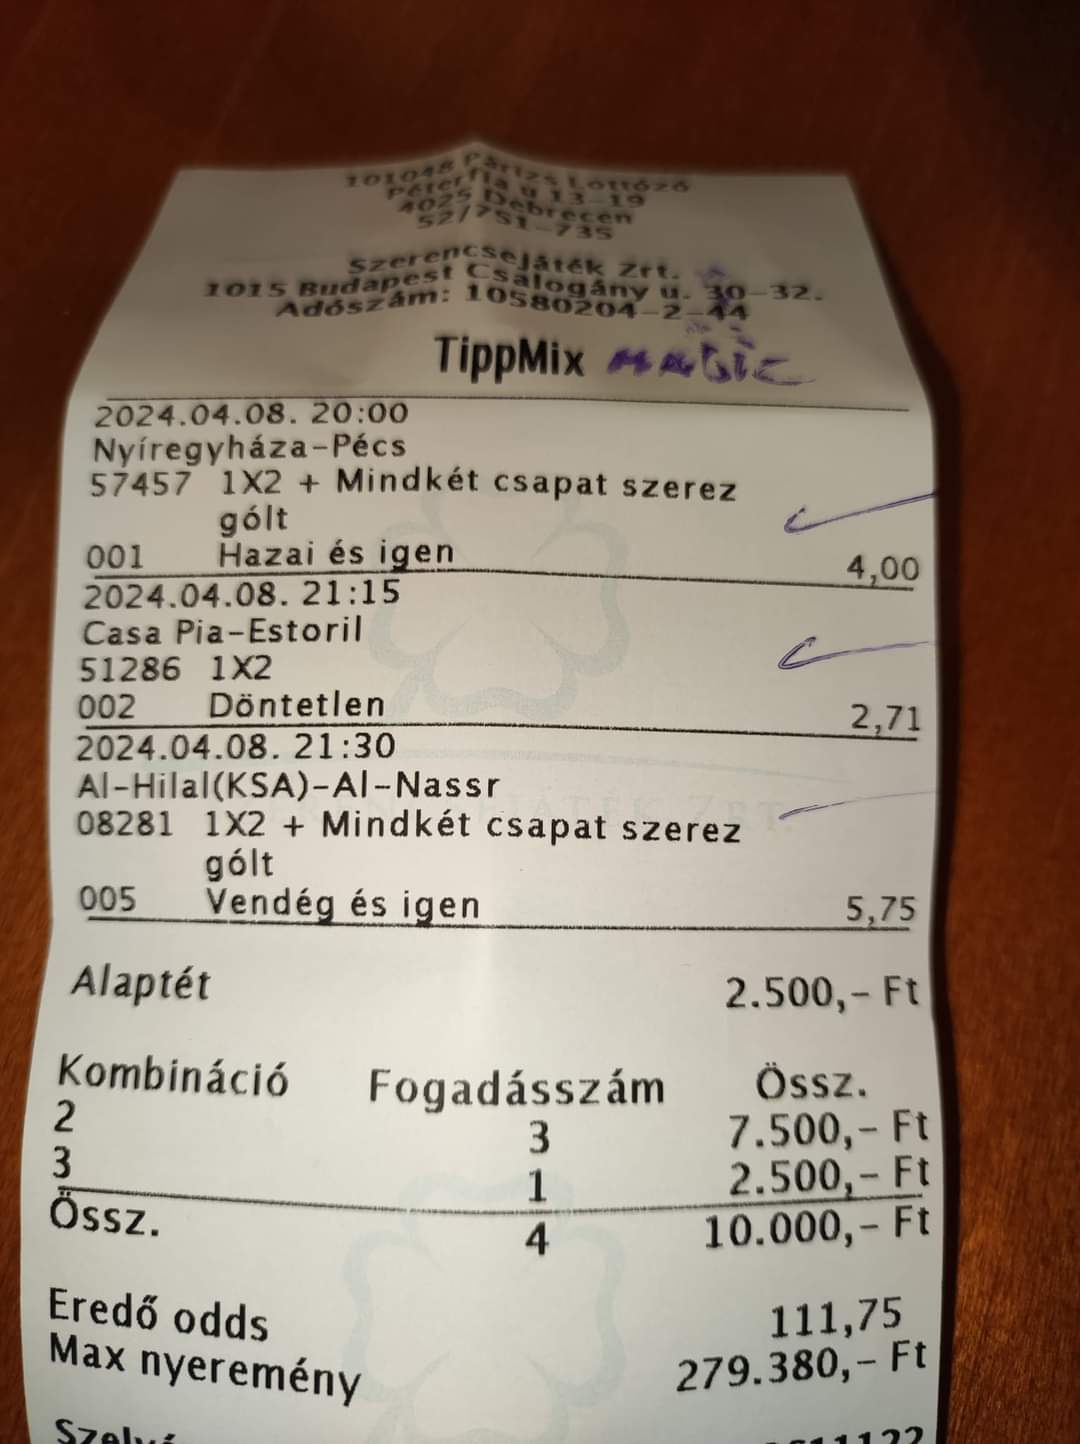 101048 Párizs Lottózó
Péterfia u 13-19
4025 Debrecen
52/751-735
Szerencsejáték Zrt.
1015 Budapest Csalogány u. 30-32.
Adószám: 10580204-2-44
TippMix MAGIC
2024.04.08. 20:00
Nyíregyháza-Pécs
57457 1X2 + Mindkét csapat szerez
gólt
001 Hazai és igen 4,00
2024.04.08. 21:15
Casa Pia-Estoril
51286 1X2
002 Döntetlen 2,71
2024.04.08. 21:30
Al-Hilal(KSA)-Al-Nassr
08281 1X2 + Mindkét csapat szerez
gólt
005 Vendég és igen 5,75
Alaptét 2.500,- Ft
Kombináció Fogadásszám Össz.
2 3 7.500,- Ft
3 1 2.500,- Ft
Össz. 4 10.000,- Ft
Eredő odds 111,75
Max nyeremény 279.380,- Ft